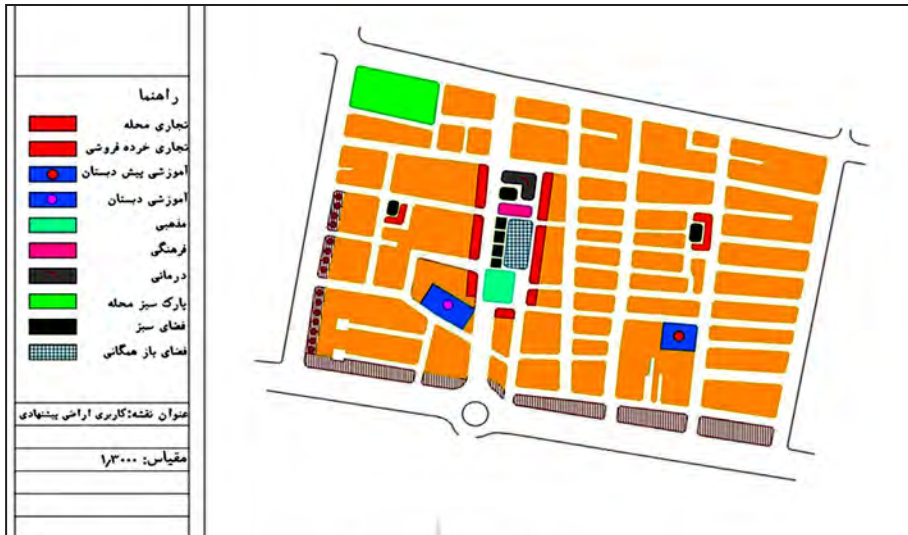 راهنما
تجاری محله
تجاری خرده فروشی
آموزشی پیش دبستان
آموزشی دبستان
مذهبی
فرهنگی
درمانی
پارک سبز محله
فضای سبز
فضای باز همگانی
عنوان نقشه:کاربری اراضی پیشنهادی
مقیاس: ۱٫۳۰۰۰